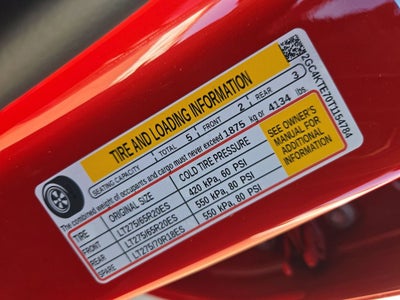 TIRE AND LOADING INFORMATION
SEATING CAPACITY TOTAL 5 FRONT 2 REAR 3
The combined weight of occupants and cargo must never exceed 1875 kg or 4134 lbs
TIRE ORIGINAL SIZE COLD TIRE PRESSURE
FRONT LT275/65R20ES 420 kPa, 60 PSI
REAR LT275/65R20ES 550 kPa, 80 PSI
SPARE LT275/70R18ES 550 kPa, 80 PSI
SEE OWNER'S
MANUAL FOR
ADDITIONAL
INFORMATION
2GC4KTE70T1154784